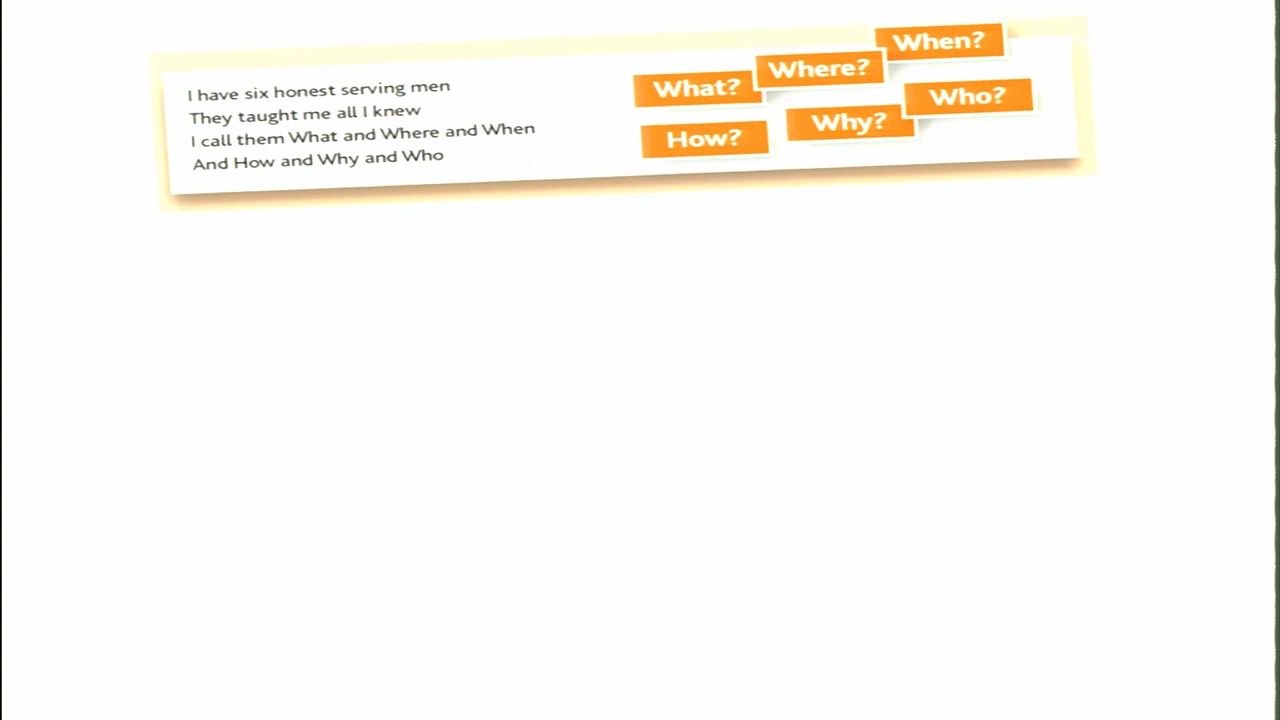 I have six honest serving men
They taught me all I knew
I call them What and Where and When
And How and Why and Who
When?
Where?
What?
Who?
Why?
How?